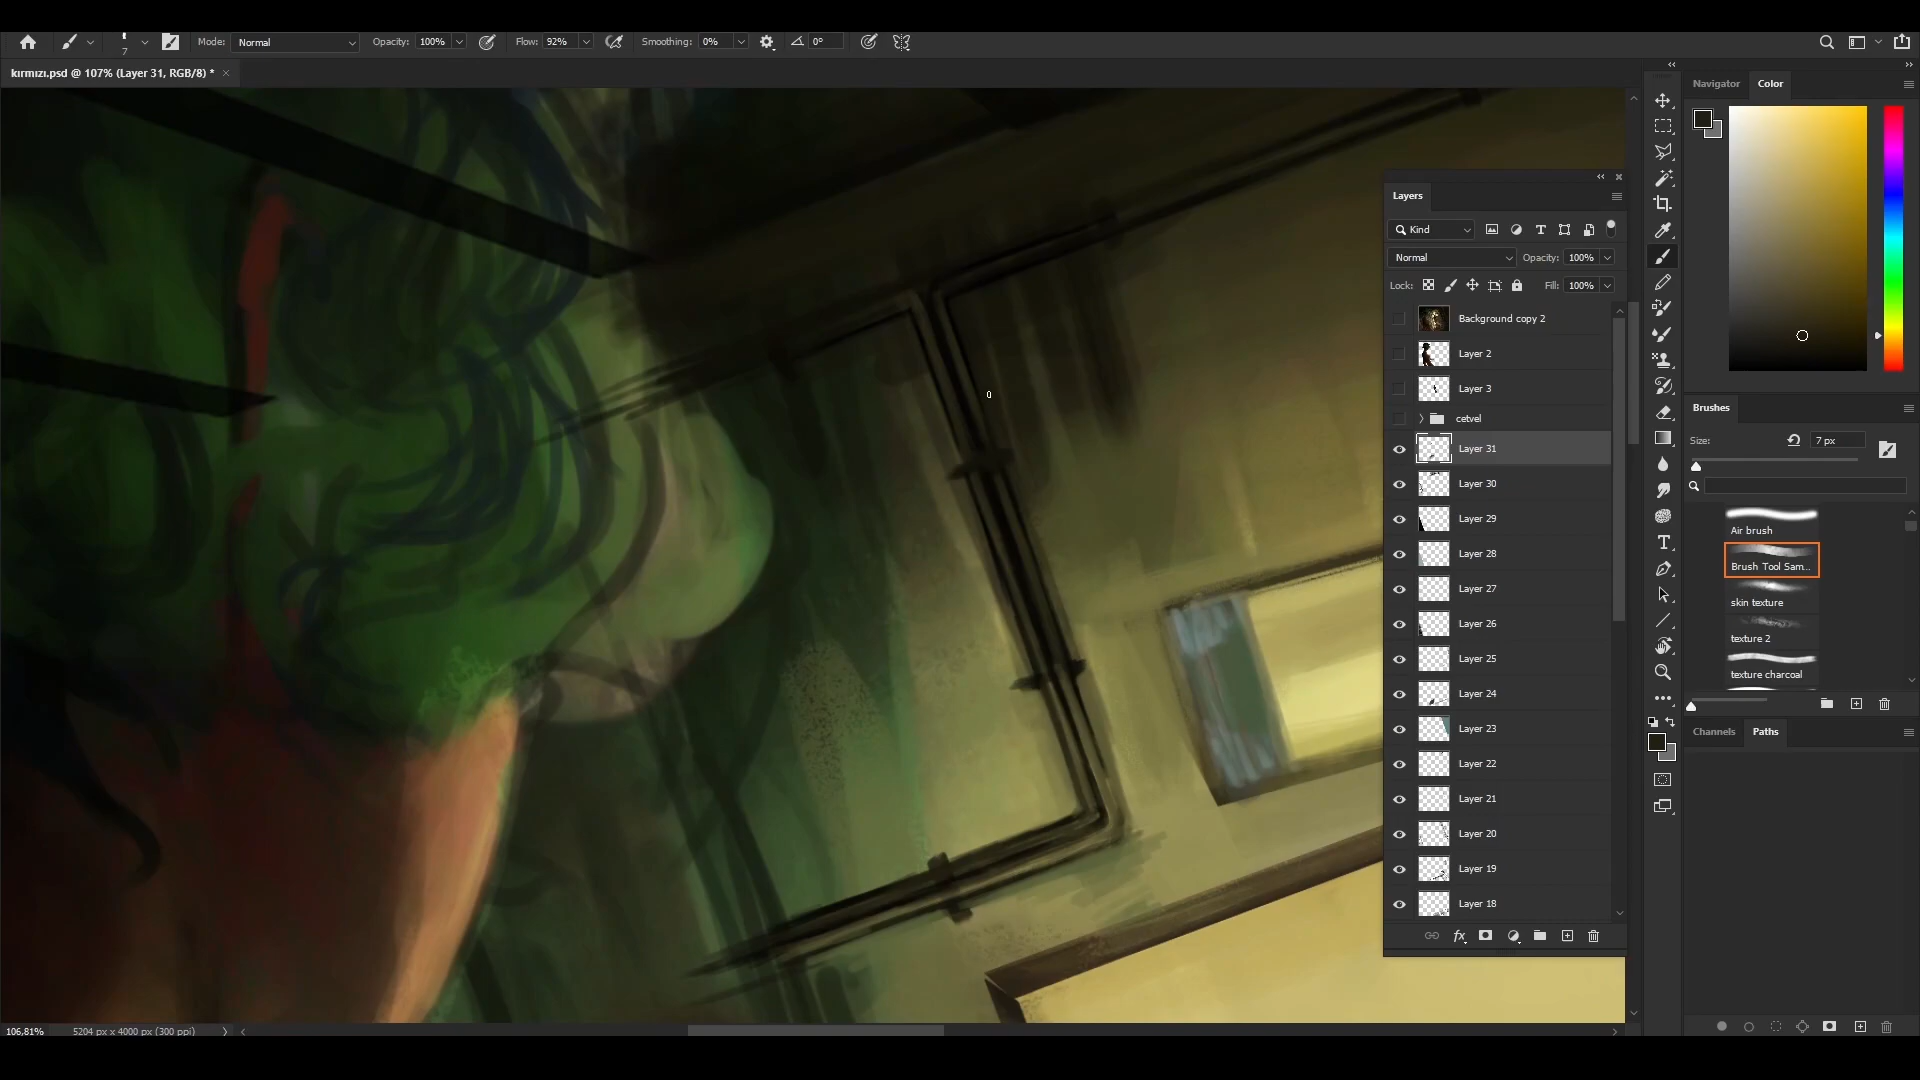 7
Mode: Normal
Opacity: 100%
Flow: 92%
Smoothing: 0%
0°
kırmızı.psd @ 107% (Layer 31, RGB/8) *
Navigator
Color
Layers
Kind
Normal
Opacity: 100%
Lock:
Fill: 100%
Background copy 2
Layer 2
Layer 3
cetvel
Layer 31
Layer 30
Layer 29
Layer 28
Layer 27
Layer 26
Layer 25
Layer 24
Layer 23
Layer 22
Layer 21
Layer 20
Layer 19
Layer 18
fx
Brushes
Size: 7 px
Air brush
Brush Tool Sam...
skin texture
texture 2
texture charcoal
Channels
Paths
106,81%
5204 px x 4000 px (300 ppi)